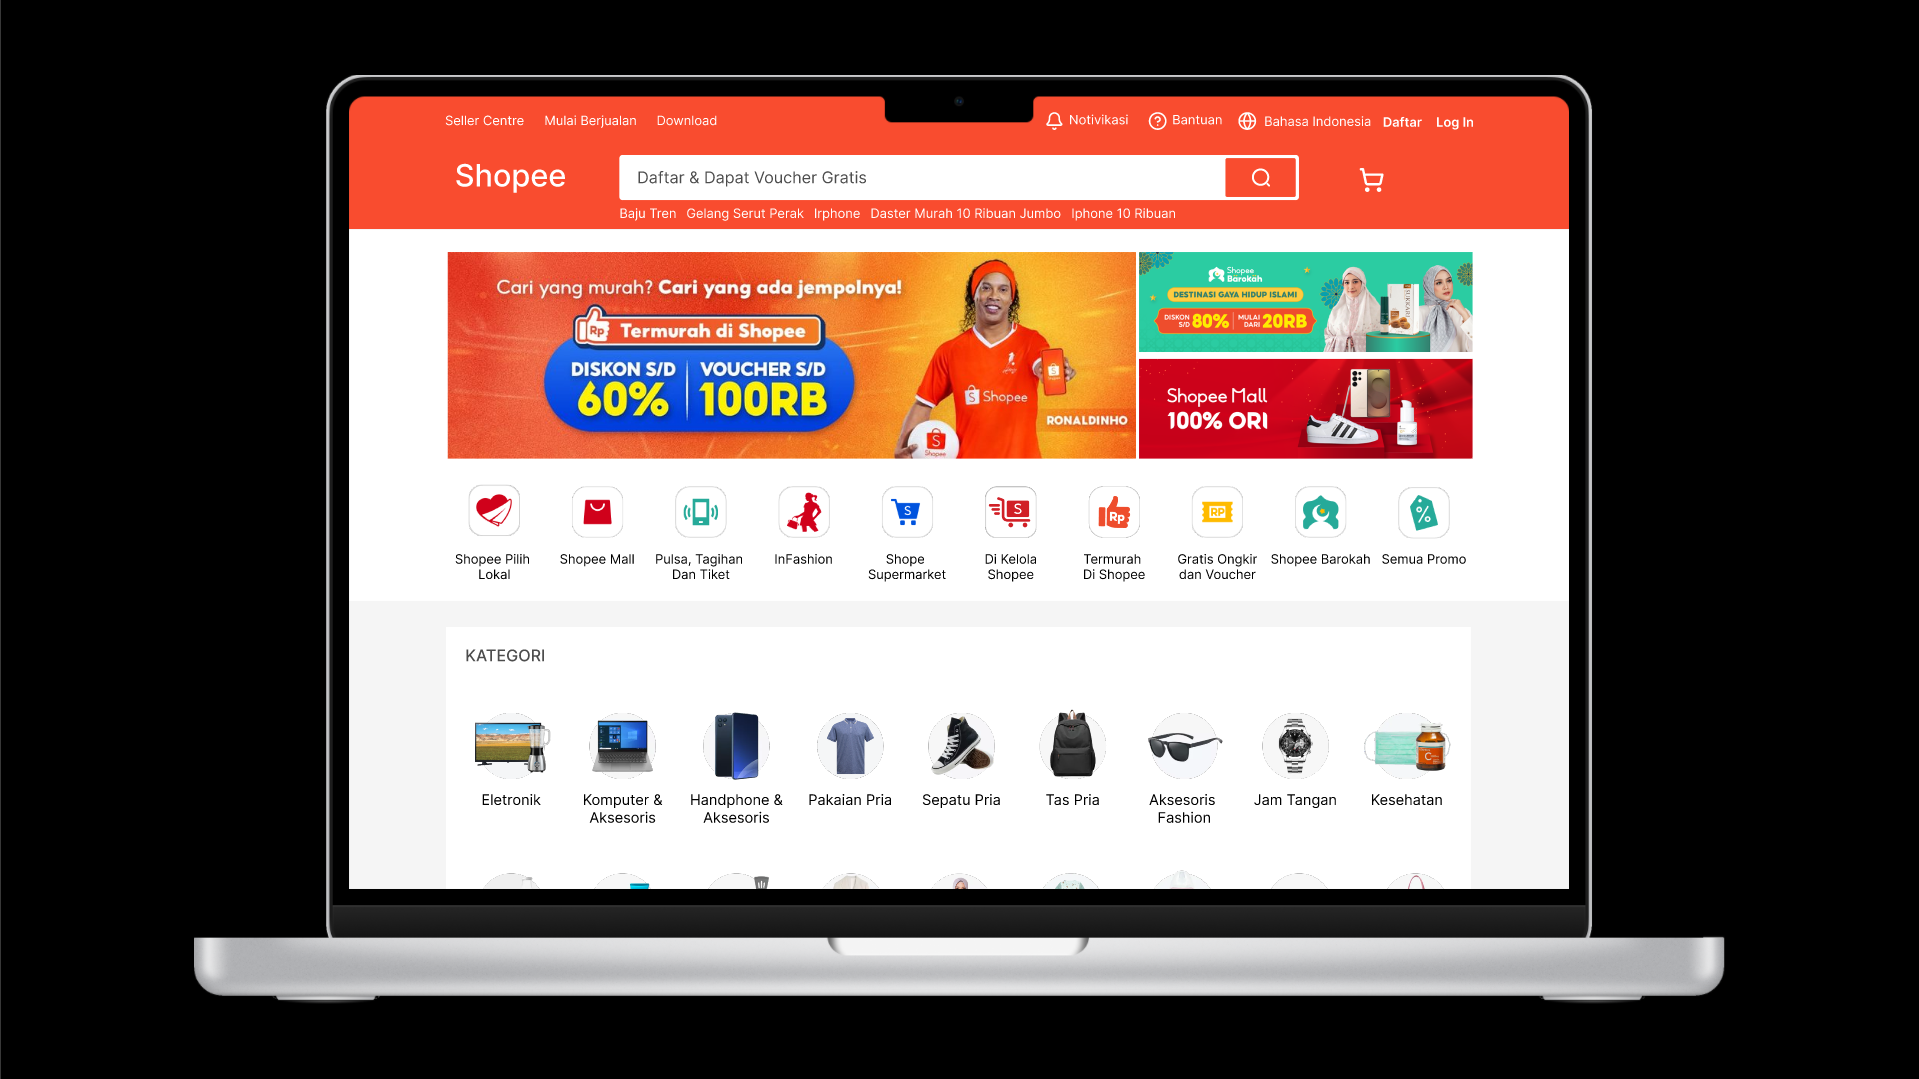 Seller Centre Mulai Berjualan Download Notivikasi Bantuan Bahasa Indonesia Daftar Log In
Shopee
Daftar & Dapat Voucher Gratis
Baju Tren Gelang Serut Perak Irphone Daster Murah 10 Ribuan Jumbo Iphone 10 Ribuan
Cari yang murah? Cari yang ada jempolnya!
Rp Termurah di Shopee
DISKON S/D
60%
VOUCHER S/D
100RB
S Shopee
S
S
Shopee
RONALDINHO
Shopee
Barokah
DESTINASI GAYA HIDUP ISLAMI
DISKON
S/D 80%
MULAI
DARI 20RB
Shopee Mall
100% ORI
S
S
Rp
RP
%
Shopee Pilih
Lokal
Shopee Mall
Pulsa, Tagihan
Dan Tiket
InFashion
Shope
Supermarket
Di Kelola
Shopee
Termurah
Di Shopee
Gratis Ongkir
dan Voucher
Shopee Barokah
Semua Promo
KATEGORI
Eletronik
Komputer &
Aksesoris
Handphone &
Aksesoris
Pakaian Pria
Sepatu Pria
Tas Pria
Aksesoris
Fashion
Jam Tangan
Kesehatan